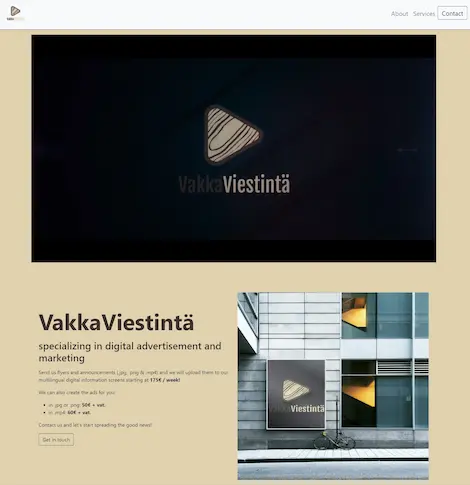 About Services Contact
VakkaViestintä
VakkaViestintä
specializing in digital advertisement and
marketing
Send us flyers and announcements (.jpg, .png & .mp4) and we will upload them to our
multilingual digital information screens starting at 175€ / week!
We can also create the ads for you:
in .jpg or .png: 50€ + vat.
in .mp4: 60€ + vat.
Contact us and let's start spreading the good news!
Get in touch
VakkaViestintä